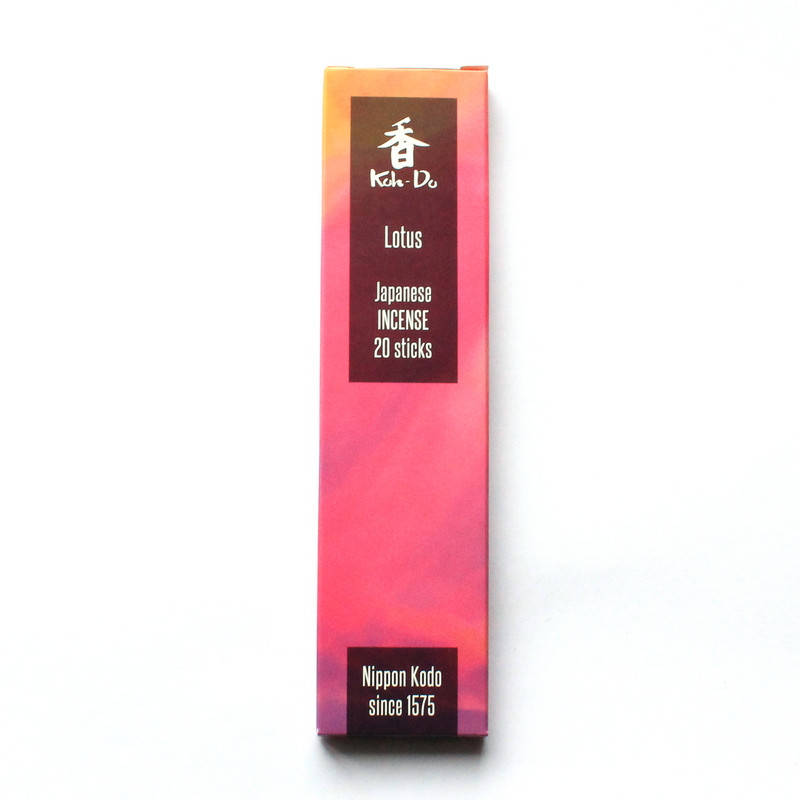 香
Koh-Do
Lotus
Japanese
INCENSE
20 sticks
Nippon Kodo
since 1575